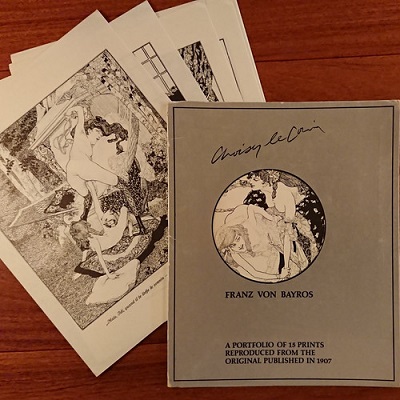 Choisy le Conin
FRANZ VON BAYROS
A PORTFOLIO OF 15 PRINTS
REPRODUCED FROM THE
ORIGINAL PUBLISHED IN 1907